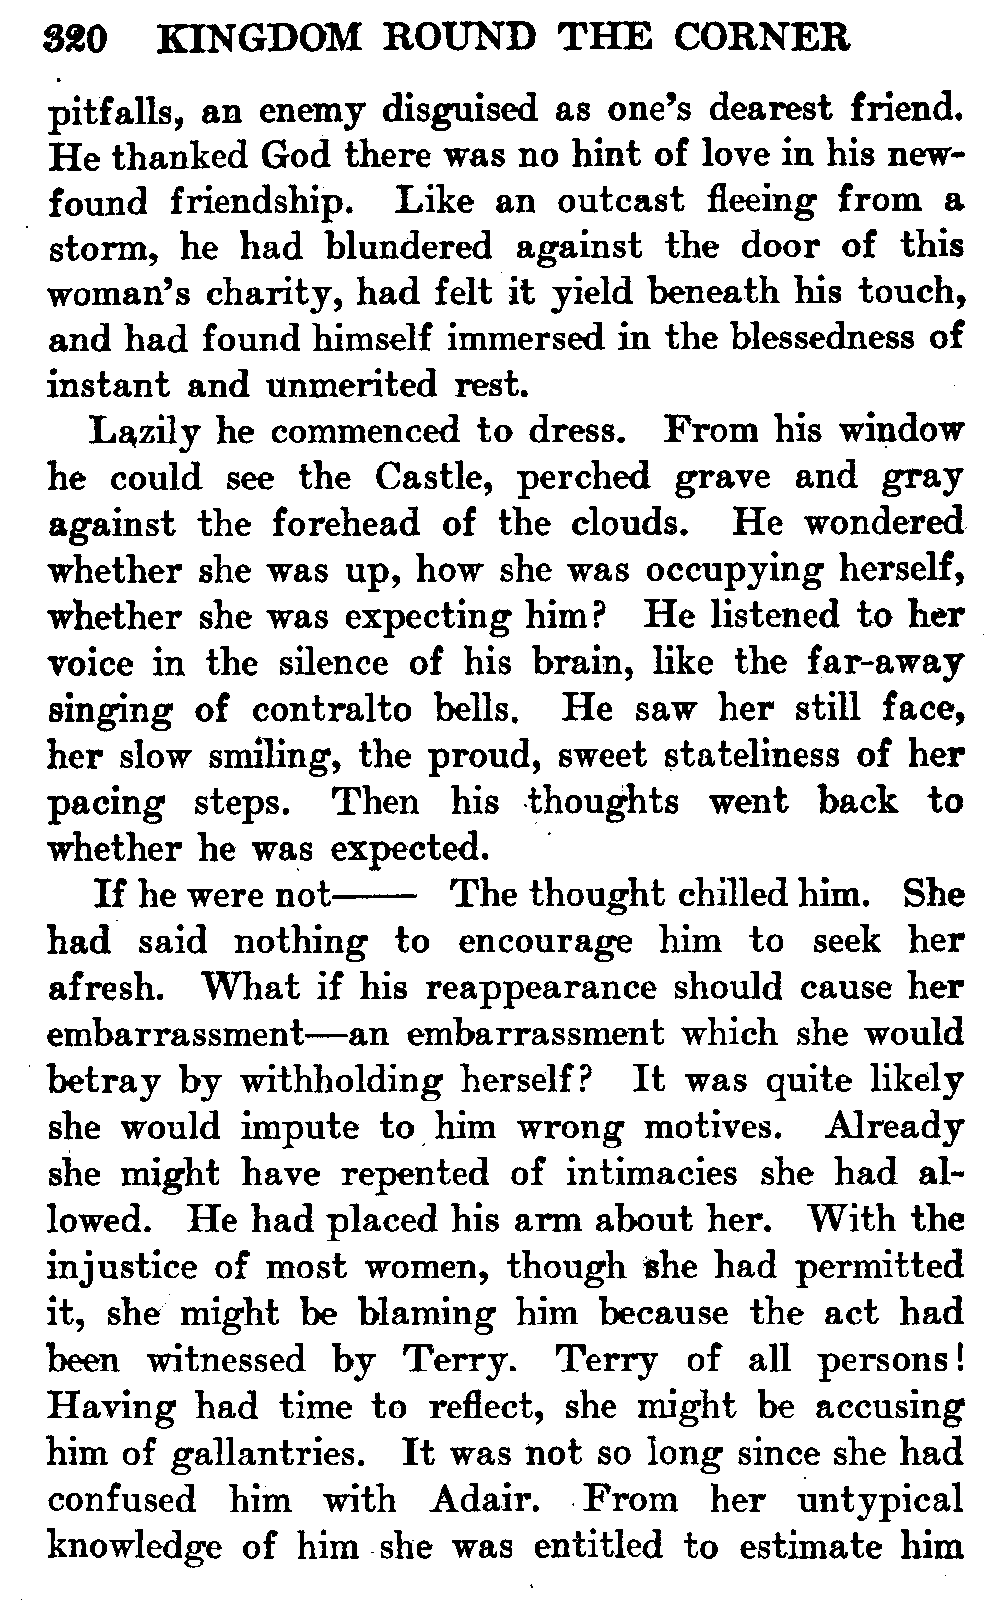 320 KINGDOM ROUND THE CORNER
pitfalls, an enemy disguised as one's dearest friend.
He thanked God there was no hint of love in his new-
found friendship. Like an outcast fleeing from a
storm, he had blundered against the door of this
woman's charity, had felt it yield beneath his touch,
and had found himself immersed in the blessedness of
instant and unmerited rest.
Lazily he commenced to dress. From his window
he could see the Castle, perched grave and gray
against the forehead of the clouds. He wondered
whether she was up, how she was occupying herself,
whether she was expecting him? He listened to her
voice in the silence of his brain, like the far-away
singing of contralto bells. He saw her still face,
her slow smiling, the proud, sweet stateliness of her
pacing steps. Then his thoughts went back to
whether he was expected.
If he were not—— The thought chilled him. She
had said nothing to encourage him to seek her
afresh. What if his reappearance should cause her
embarrassment—an embarrassment which she would
betray by withholding herself? It was quite likely
she would impute to him wrong motives. Already
she might have repented of intimacies she had al-
lowed. He had placed his arm about her. With the
injustice of most women, though she had permitted
it, she might be blaming him because the act had
been witnessed by Terry. Terry of all persons!
Having had time to reflect, she might be accusing
him of gallantries. It was not so long since she had
confused him with Adair. From her untypical
knowledge of him she was entitled to estimate him